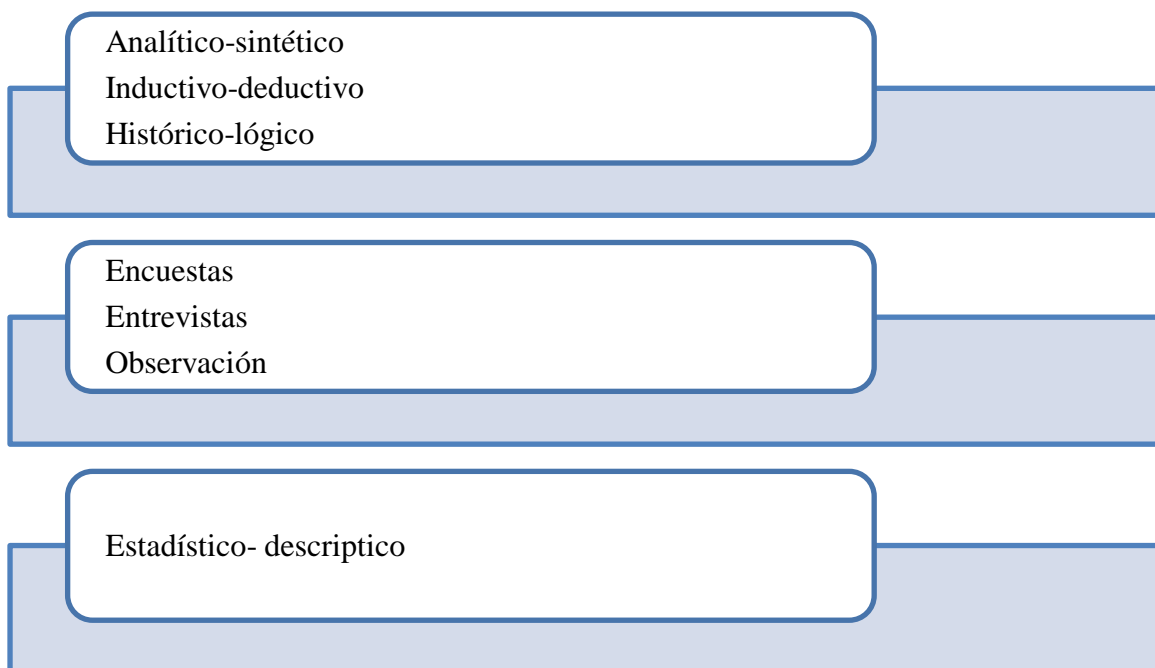 Analítico-sintético
Inductivo-deductivo
Histórico-lógico
Encuestas
Entrevistas
Observación
Estadístico- descriptico